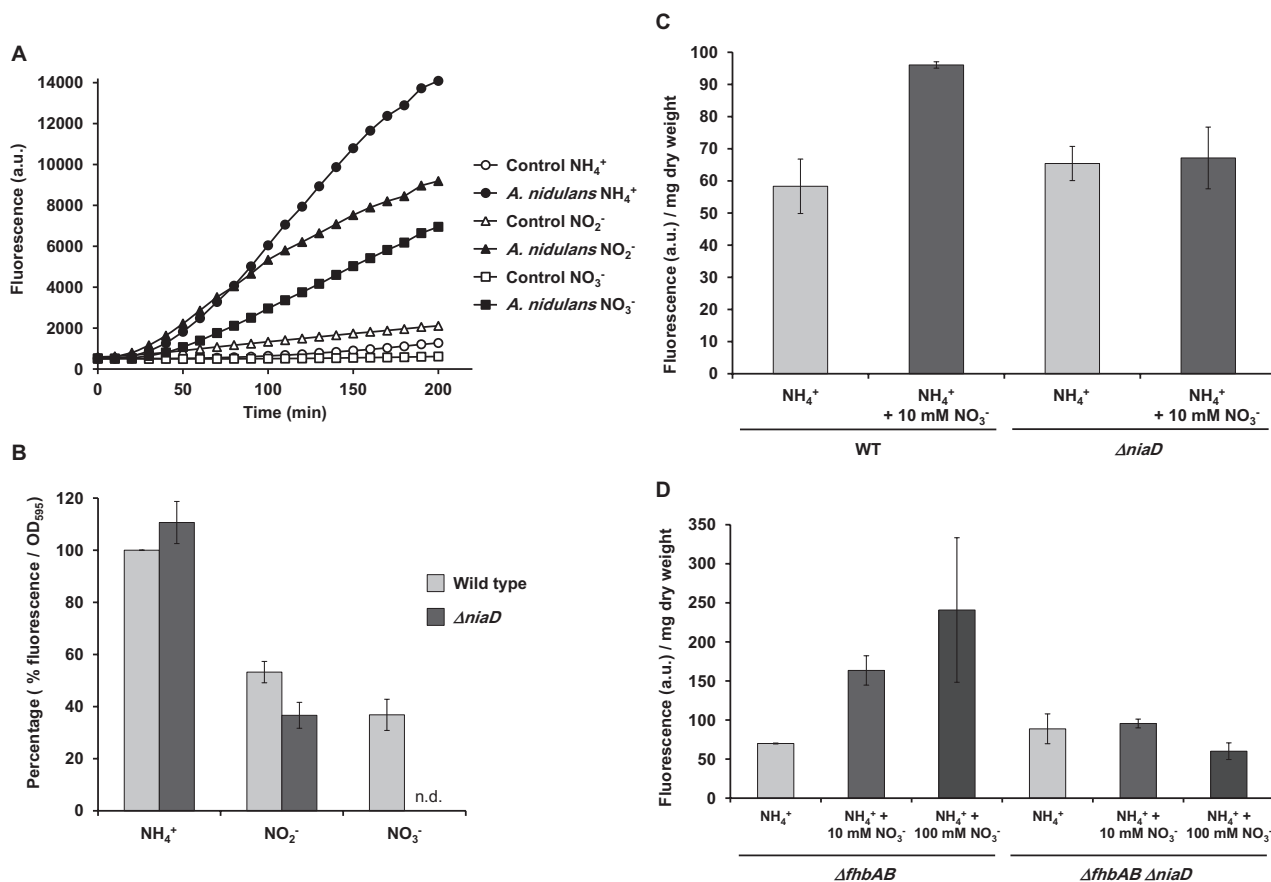 A
Fluorescence (a.u.)
14000
12000
10000
8000
6000
4000
2000
0
0 50 100 150 200
Time (min)
Control NH₄⁺
A. nidulans NH₄⁺
Control NO₂⁻
A. nidulans NO₂⁻
Control NO₃⁻
A. nidulans NO₃⁻
B
Percentage ( % fluorescence / OD₅₉₅)
120
100
80
60
40
20
0
n.d.
NH₄⁺ NO₂⁻ NO₃⁻
Wild type
ΔniaD
C
Fluorescence (a.u.) / mg dry weight
100
90
80
70
60
50
40
30
20
10
0
NH₄⁺ NH₄⁺ NH₄⁺ NH₄⁺
+ 10 mM NO₃⁻ + 10 mM NO₃⁻
WT ΔniaD
D
Fluorescence (a.u.) / mg dry weight
350
300
250
200
150
100
50
0
NH₄⁺ NH₄⁺ + NH₄⁺ + NH₄⁺ NH₄⁺ + NH₄⁺ +
10 mM NO₃⁻ 100 mM NO₃⁻ 10 mM NO₃⁻ 100 mM NO₃⁻
ΔfhbAB ΔfhbAB ΔniaD